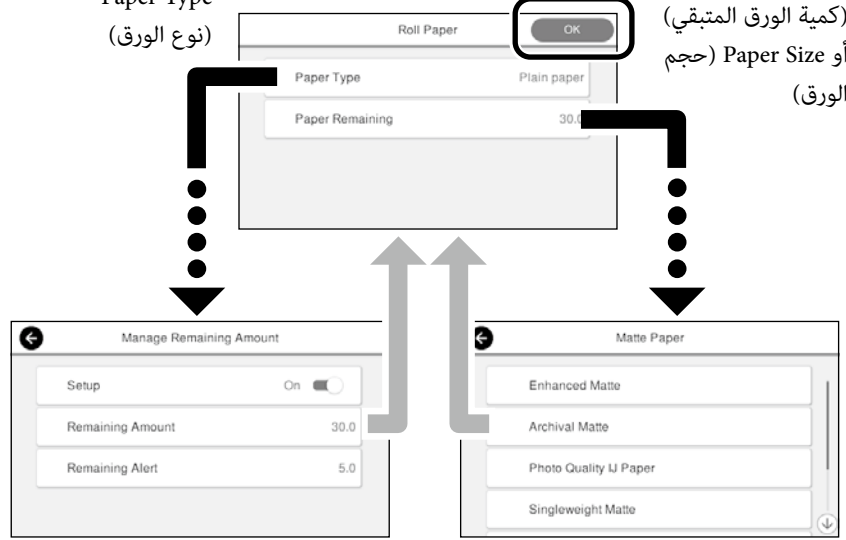 Paper Type
(نوع الورق)
(كمية الورق المتبقي)
أو Paper Size (حجم
الورق)
Roll Paper
OK
Paper Type
Plain paper
Paper Remaining
30.0
Manage Remaining Amount
Setup
On
Remaining Amount
30.0
Remaining Alert
5.0
Matte Paper
Enhanced Matte
Archival Matte
Photo Quality IJ Paper
Singleweight Matte